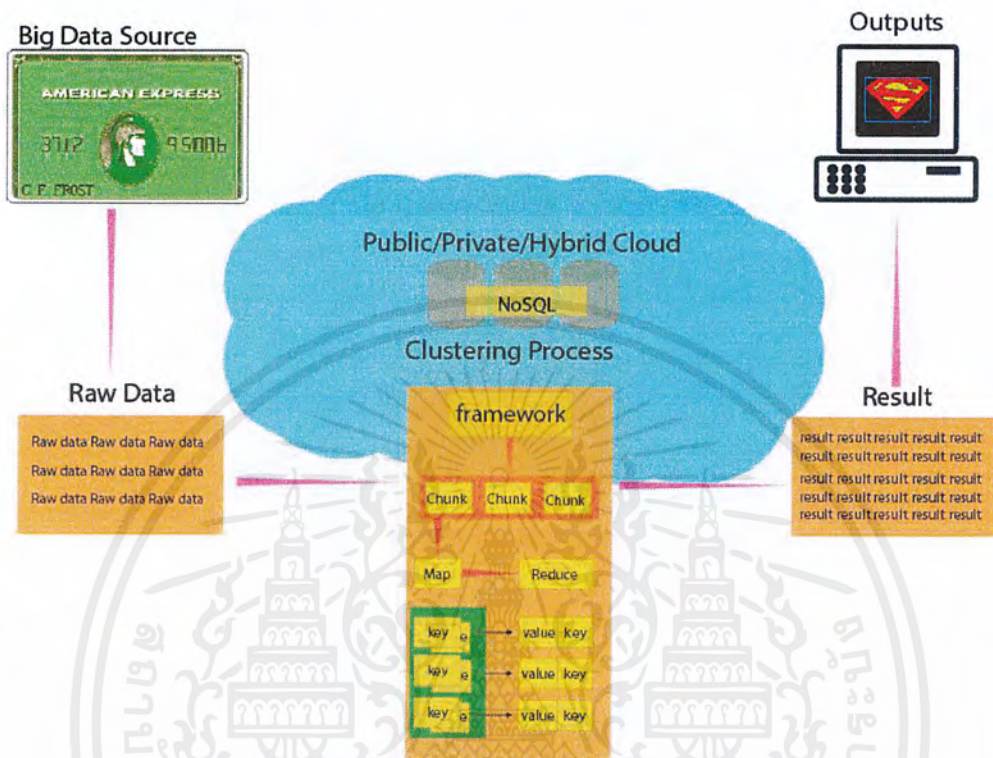 Big Data Source
AMERICAN EXPRESS
3712 95006
C F FROST
Outputs
Public/Private/Hybrid Cloud
NoSQL
Clustering Process
Raw Data
Raw data Raw data Raw data
Raw data Raw data Raw data
Raw data Raw data Raw data
framework
Chunk Chunk Chunk
Map Reduce
key e value key
key e value key
key e value key
Result
result result result result result
result result result result result
result result result result result
result result result result result
result result result result result